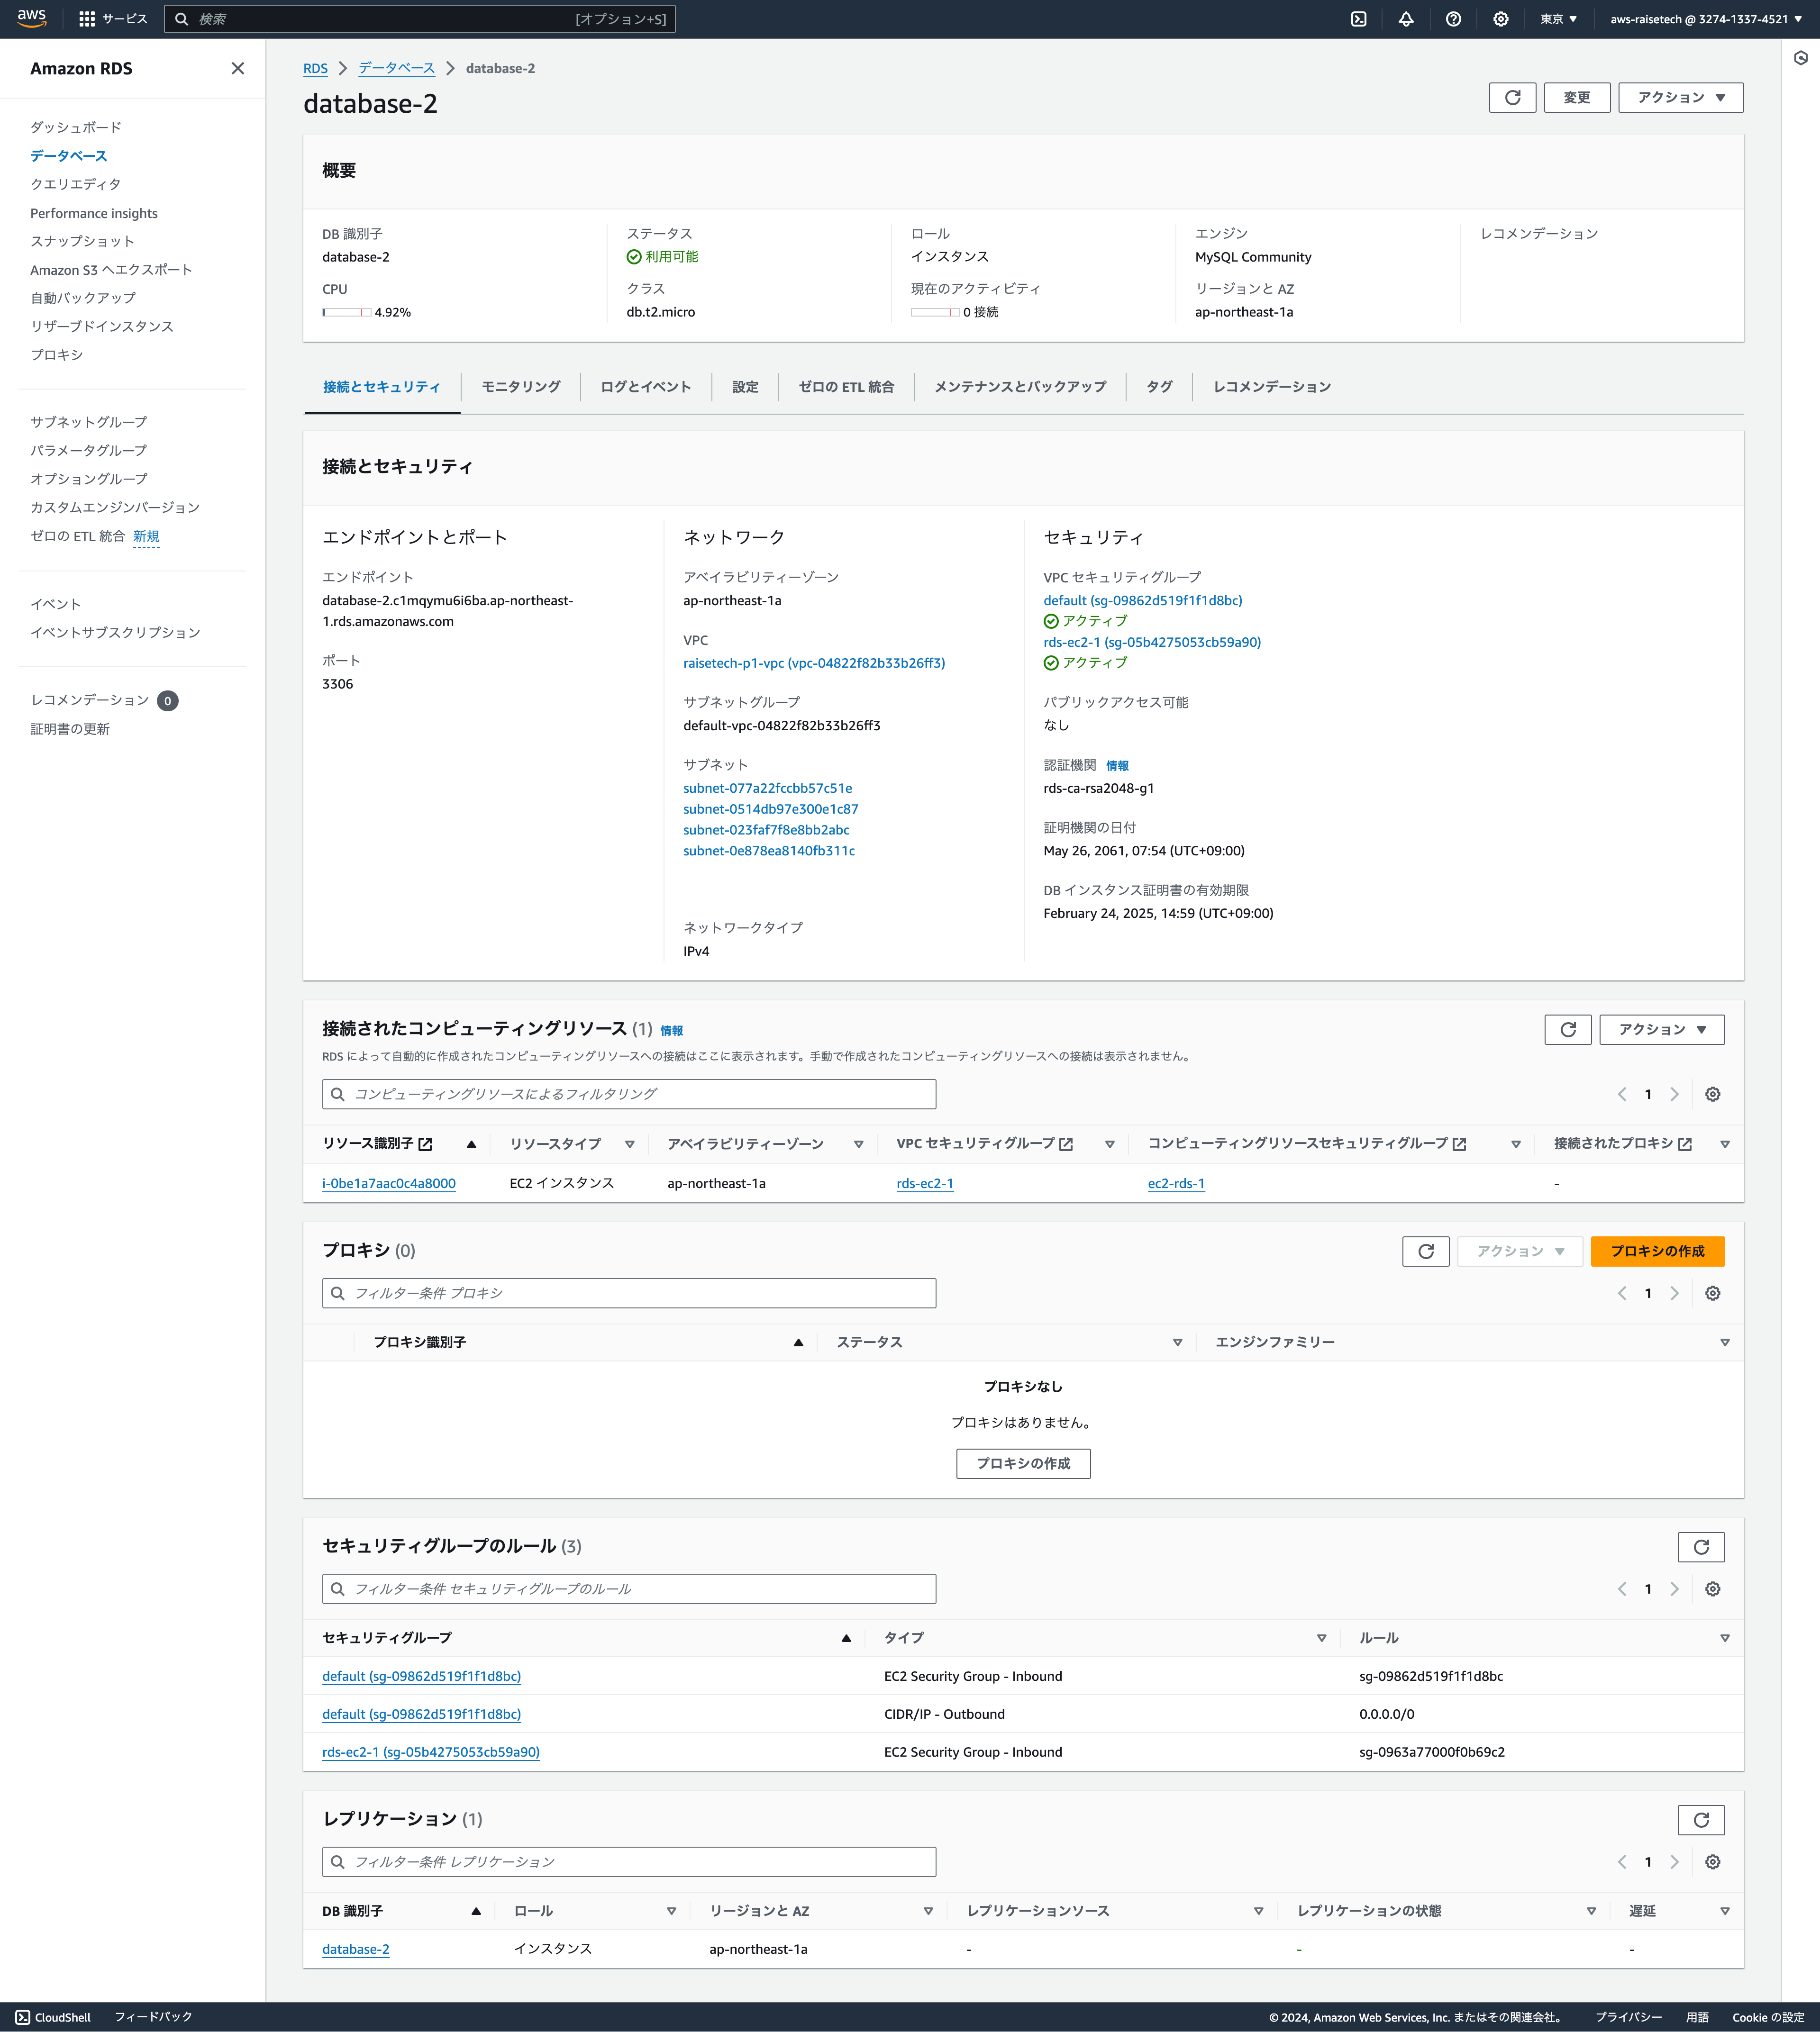 aws サービス 検索 [オプション+S] 東京 ▼ aws-raisetech @ 3274-1337-4521 ▼
Amazon RDS
ダッシュボード
データベース
クエリエディタ
Performance insights
スナップショット
Amazon S3 へエクスポート
自動バックアップ
リザーブドインスタンス
プロキシ
サブネットグループ
パラメータグループ
オプショングループ
カスタムエンジンバージョン
ゼロの ETL 統合 新規
イベント
イベントサブスクリプション
レコメンデーション 0
証明書の更新
RDS > データベース > database-2
database-2
変更 アクション ▼
概要
DB 識別子
database-2
CPU
4.92%
ステータス
利用可能
クラス
db.t2.micro
ロール
インスタンス
現在のアクティビティ
0 接続
エンジン
MySQL Community
リージョンと AZ
ap-northeast-1a
レコメンデーション
接続とセキュリティ モニタリング ログとイベント 設定 ゼロの ETL 統合 メンテナンスとバックアップ タグ レコメンデーション
接続とセキュリティ
エンドポイントとポート
エンドポイント
database-2.c1mqymu6i6ba.ap-northeast-
1.rds.amazonaws.com
ポート
3306
ネットワーク
アベイラビリティーゾーン
ap-northeast-1a
VPC
raisetech-p1-vpc (vpc-04822f82b33b26ff3)
サブネットグループ
default-vpc-04822f82b33b26ff3
サブネット
subnet-077a22fccbb57c51e
subnet-0514db97e300e1c87
subnet-023faf7f8e8bb2abc
subnet-0e878ea8140fb311c
ネットワークタイプ
IPv4
セキュリティ
VPC セキュリティグループ
default (sg-09862d519f1f1d8bc)
アクティブ
rds-ec2-1 (sg-05b4275053cb59a90)
アクティブ
パブリックアクセス可能
なし
認証機関 情報
rds-ca-rsa2048-g1
証明機関の日付
May 26, 2061, 07:54 (UTC+09:00)
DB インスタンス証明書の有効期限
February 24, 2025, 14:59 (UTC+09:00)
接続されたコンピューティングリソース (1) 情報
アクション ▼
RDS によって自動的に作成されたコンピューティングリソースへの接続はここに表示されます。手動で作成されたコンピューティングリソースへの接続は表示されません。
コンピューティングリソースによるフィルタリング
1
リソース識別子 リソースタイプ アベイラビリティーゾーン VPC セキュリティグループ コンピューティングリソースセキュリティグループ 接続されたプロキシ
i-0be1a7aac0c4a8000 EC2 インスタンス ap-northeast-1a rds-ec2-1 ec2-rds-1 -
プロキシ (0)
アクション ▼ プロキシの作成
フィルター条件 プロキシ
1
プロキシ識別子 ステータス エンジンファミリー
プロキシなし
プロキシはありません。
プロキシの作成
セキュリティグループのルール (3)
フィルター条件 セキュリティグループのルール
1
セキュリティグループ タイプ ルール
default (sg-09862d519f1f1d8bc) EC2 Security Group - Inbound sg-09862d519f1f1d8bc
default (sg-09862d519f1f1d8bc) CIDR/IP - Outbound 0.0.0.0/0
rds-ec2-1 (sg-05b4275053cb59a90) EC2 Security Group - Inbound sg-0963a77000f0b69c2
レプリケーション (1)
フィルター条件 レプリケーション
1
DB 識別子 ロール リージョンと AZ レプリケーションソース レプリケーションの状態 遅延
database-2 インスタンス ap-northeast-1a - - -
CloudShell フィードバック © 2024, Amazon Web Services, Inc. またはその関連会社。 プライバシー 用語 Cookie の設定